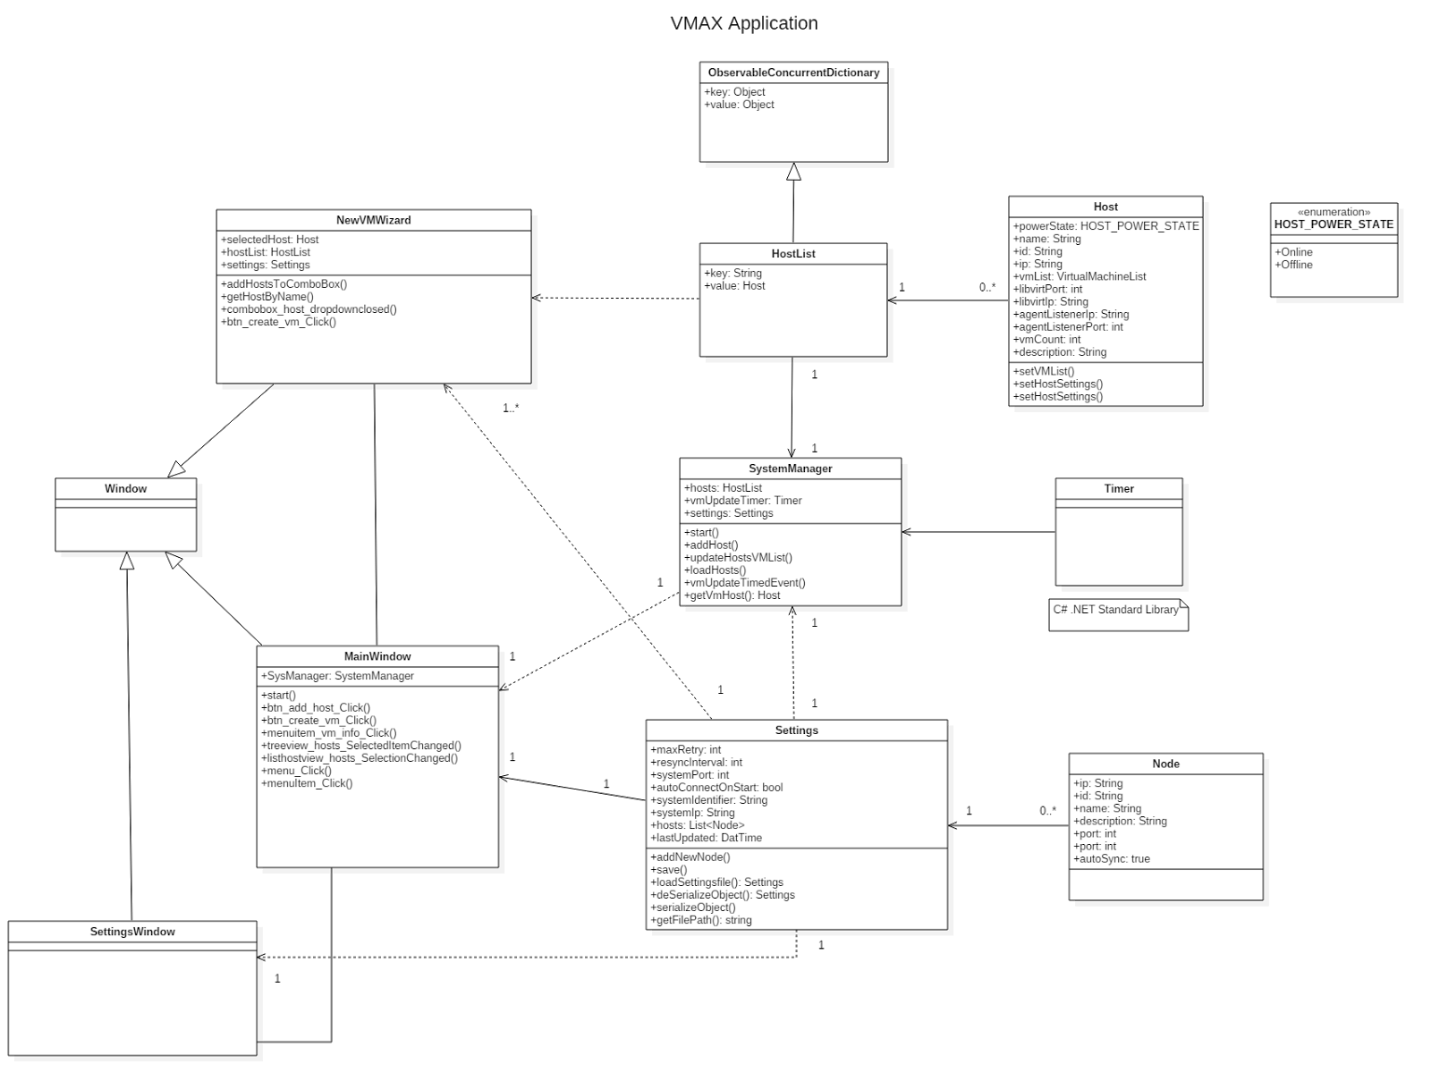 VMAX Application
ObservableConcurrentDictionary
+key: Object
+value: Object
NewVMWizard
+selectedHost: Host
+hostList: HostList
+settings: Settings
+addHostsToComboBox()
+getHostByName()
+combobox_host_dropdownclosed()
+btn_create_vm_Click()
HostList
+key: String
+value: Host
1
0..*
Host
+powerState: HOST_POWER_STATE
+name: String
+id: String
+ip: String
+vmList: VirtualMachineList
+libvirtPort: int
+libvirtIp: String
+agentListenerIp: String
+agentListenerPort: int
+vmCount: int
+description: String
+setVMList()
+setHostSettings()
+setHostSettings()
«enumeration»
HOST_POWER_STATE
+Online
+Offline
1
1..*
1
Window
SystemManager
+hosts: HostList
+vmUpdateTimer: Timer
+settings: Settings
+start()
+addHost()
+updateHostsVMList()
+loadHosts()
+vmUpdateTimedEvent()
+getVmHost(): Host
Timer
C# .NET Standard Library
1
1
1
1
1
MainWindow
+SysManager: SystemManager
+start()
+btn_add_host_Click()
+btn_create_vm_Click()
+menuitem_vm_info_Click()
+treeview_hosts_SelectedItemChanged()
+listhostview_hosts_SelectionChanged()
+menu_Click()
+menuItem_Click()
1
1
Settings
+maxRetry: int
+resyncInterval: int
+systemPort: int
+autoConnectOnStart: bool
+systemIdentifier: String
+systemIp: String
+hosts: List<Node>
+lastUpdated: DatTime
+addNewNode()
+save()
+loadSettingsfile(): Settings
+deSerializeObject(): Settings
+serializeObject()
+getFilePath(): string
1
0..*
Node
+ip: String
+id: String
+name: String
+description: String
+port: int
+port: int
+autoSync: true
SettingsWindow
1
1